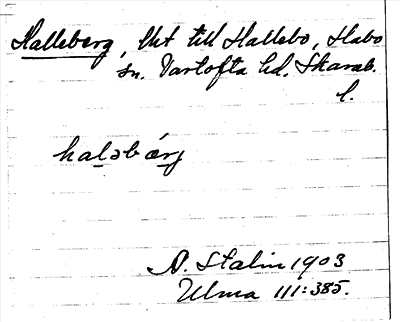 Halleberg, lht till Hallebo, Habo
sn. Vartofta hd. Skarab.
l.
haləbärj
A. Stalin 1903
Ulma 111:385.